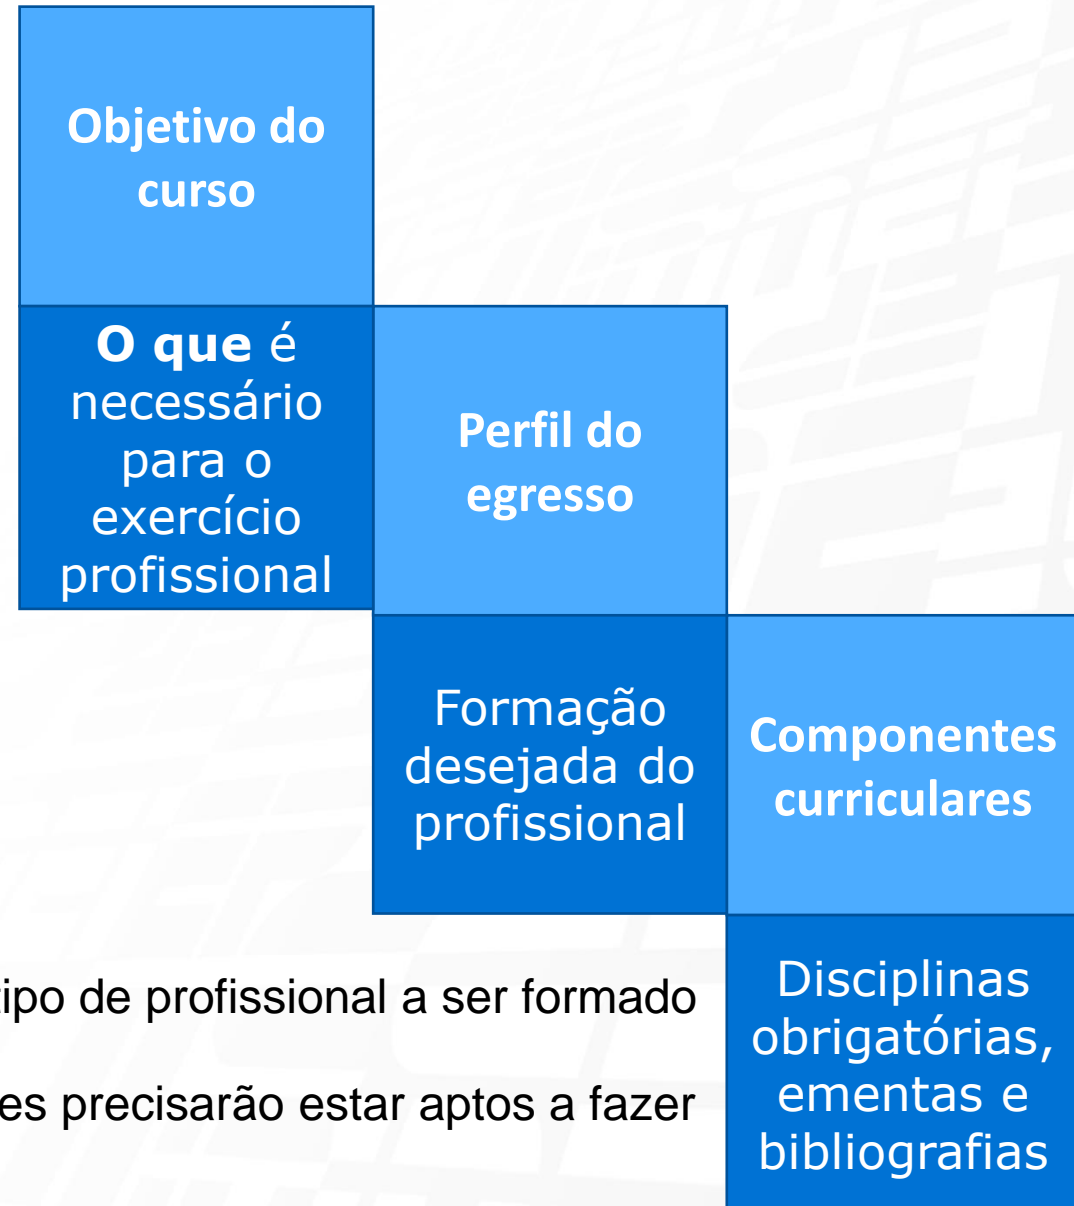 Objetivo do
curso
O que é
necessário
para o
exercício
profissional
Perfil do
egresso
Formação
desejada do
profissional
Componentes
curriculares
Disciplinas
obrigatórias,
ementas e
bibliografias
tipo de profissional a ser formado
es precisarão estar aptos a fazer